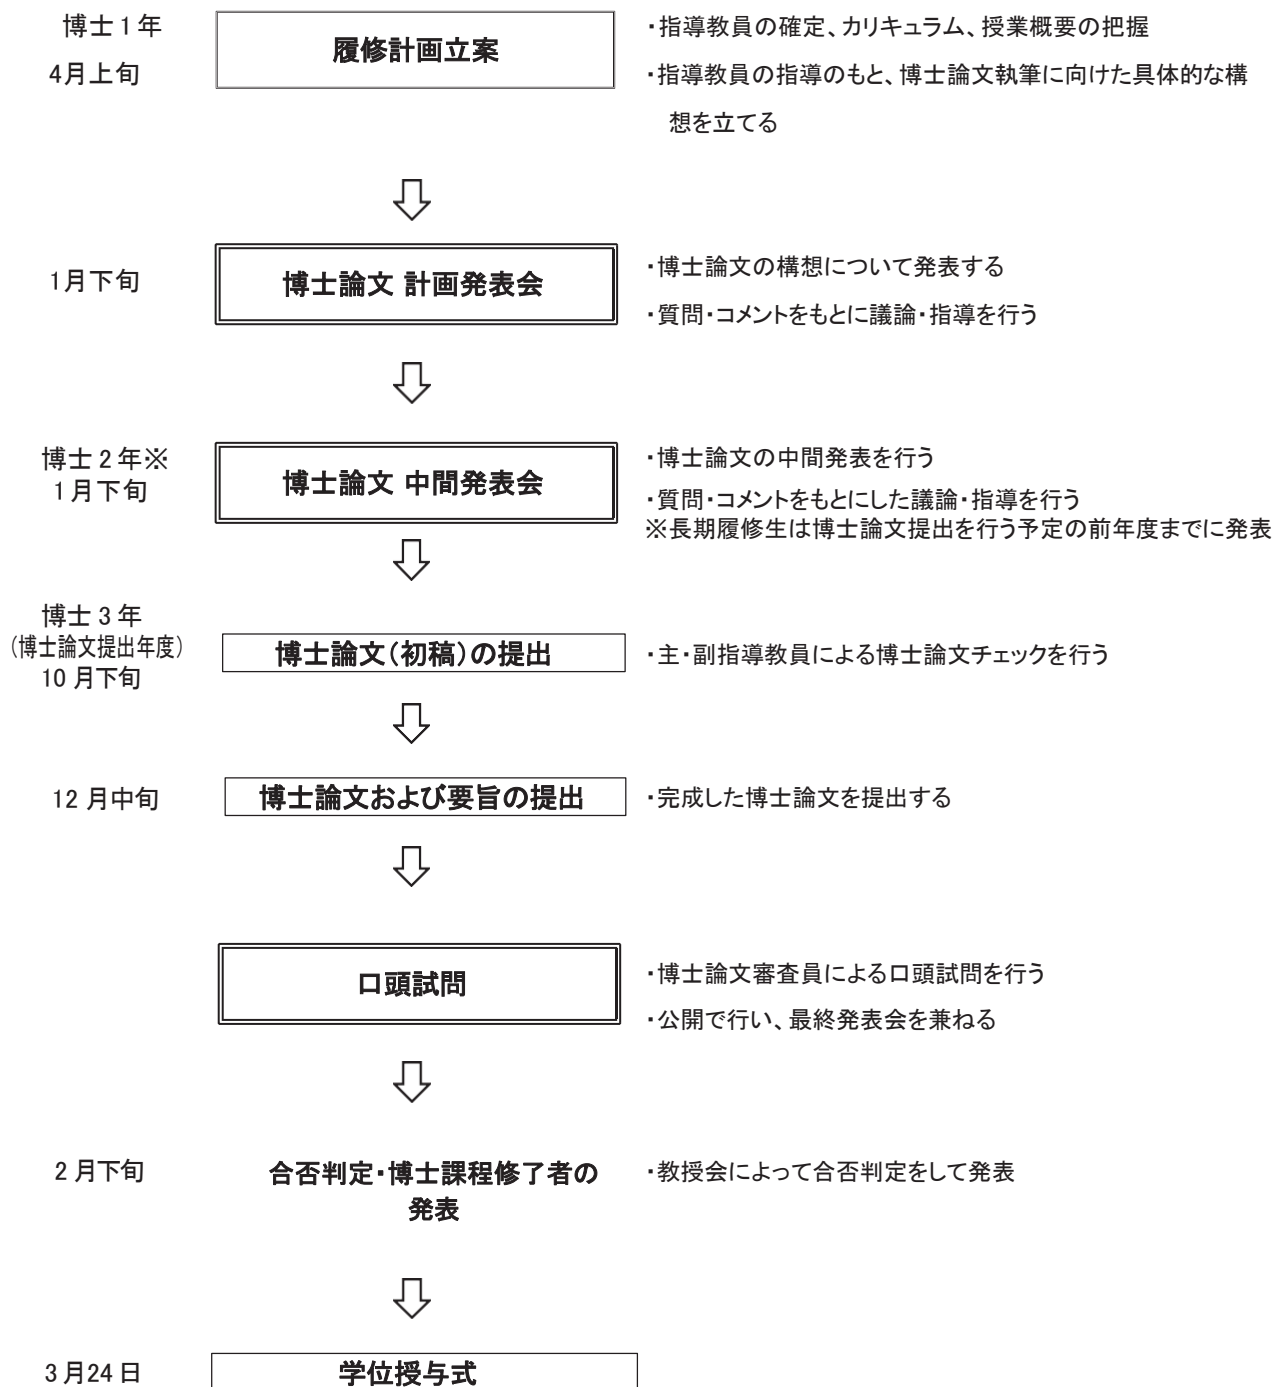 博士1年
4月上旬
履修計画立案
・指導教員の確定、カリキュラム、授業概要の把握
・指導教員の指導のもと、博士論文執筆に向けた具体的な構
想を立てる
1月下旬
博士論文 計画発表会
・博士論文の構想について発表する
・質問・コメントをもとに議論・指導を行う
博士2年※
1月下旬
博士論文 中間発表会
・博士論文の中間発表を行う
・質問・コメントをもとにした議論・指導を行う
※長期履修生は博士論文提出を行う予定の前年度までに発表
博士3年
(博士論文提出年度)
10月下旬
博士論文(初稿)の提出
・主・副指導教員による博士論文チェックを行う
12月中旬
博士論文および要旨の提出
・完成した博士論文を提出する
口頭試問
・博士論文審査員による口頭試問を行う
・公開で行い、最終発表会を兼ねる
2月下旬
合否判定・博士課程修了者の
発表
・教授会によって合否判定をして発表
3月24日
学位授与式